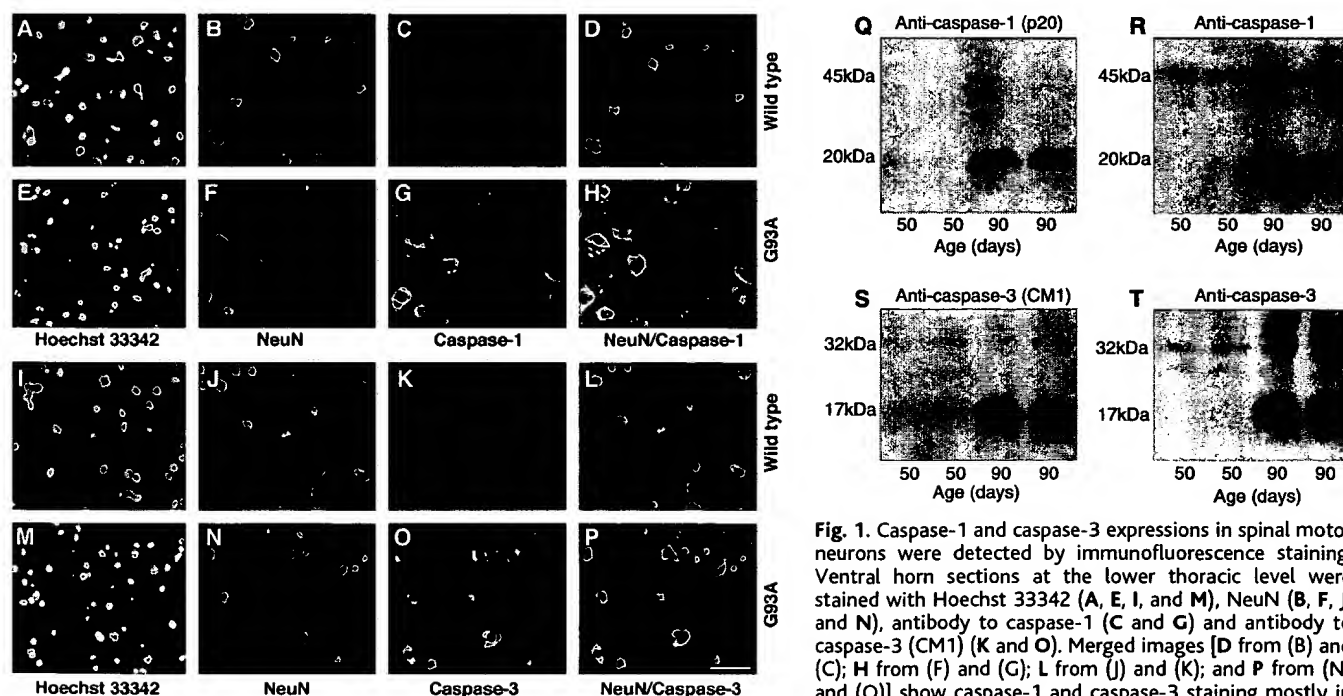 A B C D Wild type
E F G H G93A
Hoechst 33342 NeuN Caspase-1 NeuN/Caspase-1
I J K L Wild type
M N O P G93A
Hoechst 33342 NeuN Caspase-3 NeuN/Caspase-3
Q Anti-caspase-1 (p20)
45kDa
20kDa
50 50 90 90
Age (days)
R Anti-caspase-1
45kDa
20kDa
50 50 90 90
Age (days)
S Anti-caspase-3 (CM1)
32kDa
17kDa
50 50 90 90
Age (days)
T Anti-caspase-3
32kDa
17kDa
50 50 90 90
Age (days)
Fig. 1. Caspase-1 and caspase-3 expressions in spinal moto
neurons were detected by immunofluorescence staining
Ventral horn sections at the lower thoracic level were
stained with Hoechst 33342 (A, E, I, and M), NeuN (B, F, J
and N), antibody to caspase-1 (C and G) and antibody to
caspase-3 (CM1) (K and O). Merged images [D from (B) and
(C); H from (F) and (G); L from (J) and (K); and P from (N
and (O)] show caspase-1 and caspase-3 staining mostly